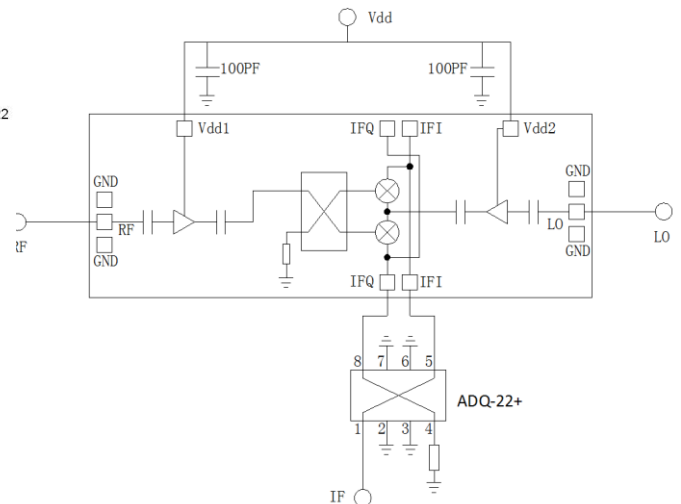 Vdd
100PF
100PF
Vdd1
IFQ
IFI
Vdd2
GND
GND
RF
LO
GND
GND
LO
IFQ
IFI
8
7
6
5
ADQ-22+
1
2
3
4
IF